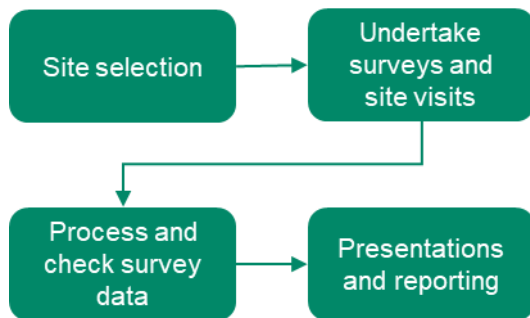 Site selection
Undertake
surveys and
site visits
Process and
check survey
data
Presentations
and reporting